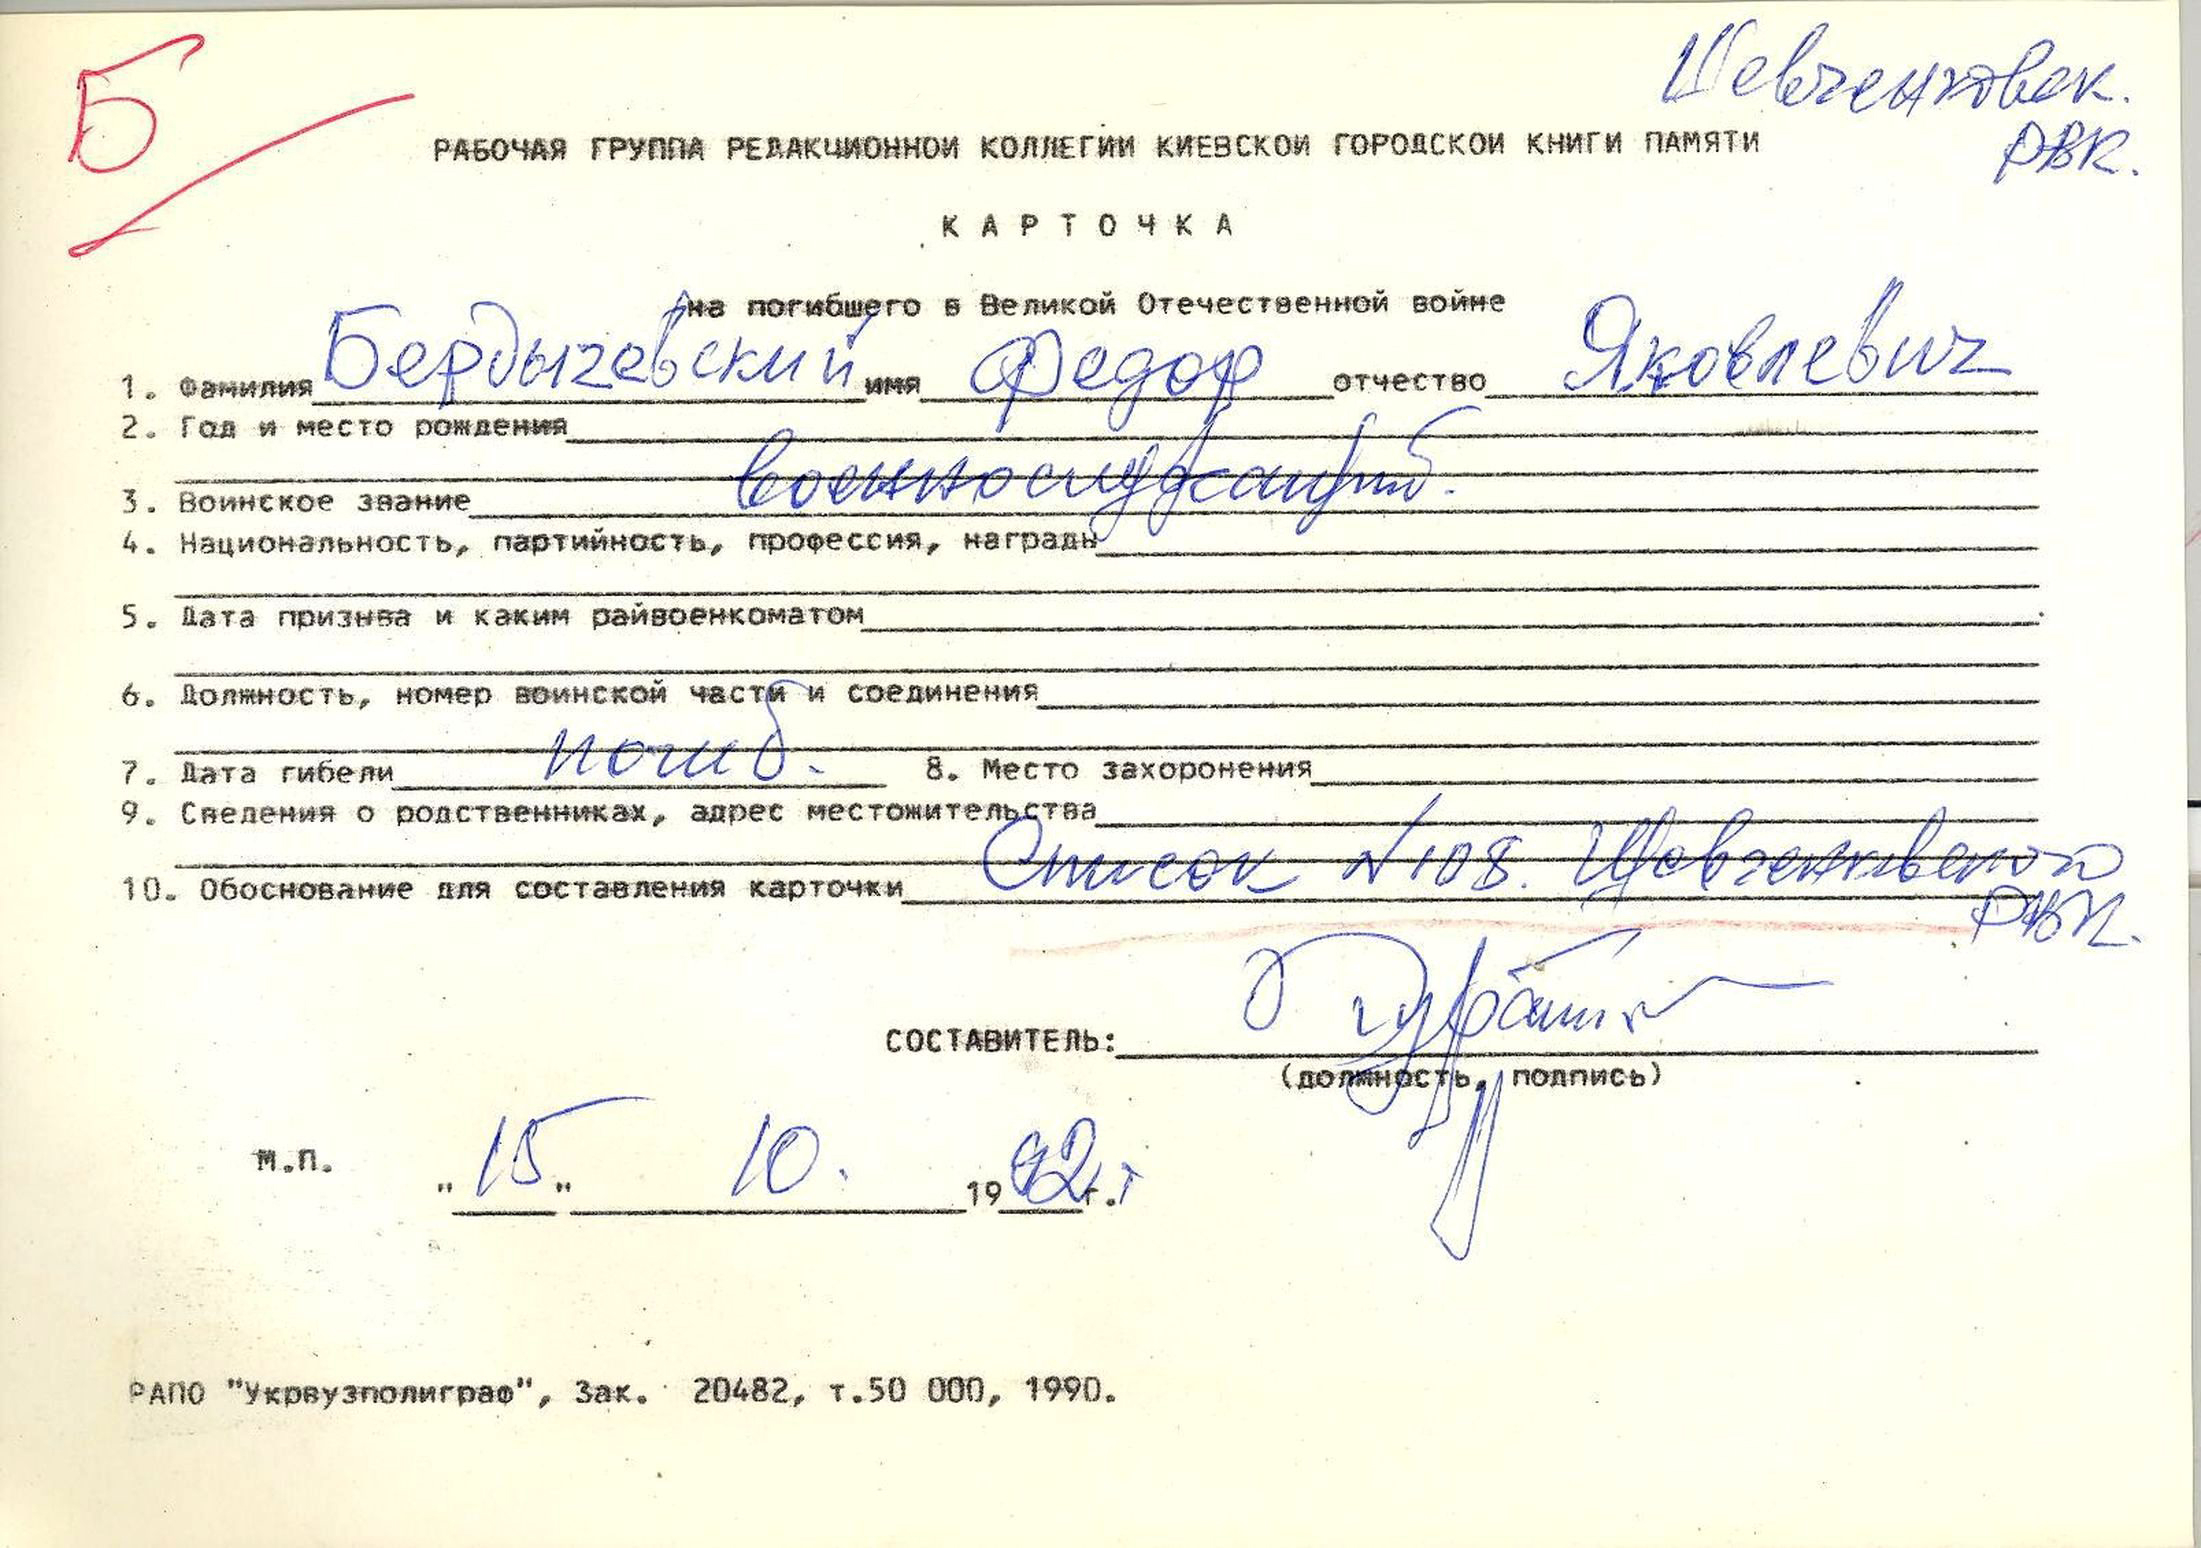 Б
Шевченковск.
РВК.
РАБОЧАЯ ГРУППА РЕДАКЦИОННОЙ КОЛЛЕГИИ КИЕВСКОЙ ГОРОДСКОЙ КНИГИ ПАМЯТИ
КАРТОЧКА
на погибшего в Великой Отечественной войне
1. Фамилия Бердычевский имя Федор отчество Яковлевич
2. Год и место рождения
3. Воинское звание военнослужащий.
4. Национальность, партийность, профессия, награды
5. Дата призыва и каким райвоенкоматом
6. Должность, номер воинской части и соединения
7. Дата гибели погиб. 8. Место захоронения
9. Сведения о родственниках, адрес местожительства
10. Обоснование для составления карточки Список №108. Шевченковского
РВК.
СОСТАВИТЕЛЬ:
(должность, подпись)
М.П.
"15" 10. 1992г.
РАПО "Укрвузполиграф", Зак. 20482, т.50 000, 1990.